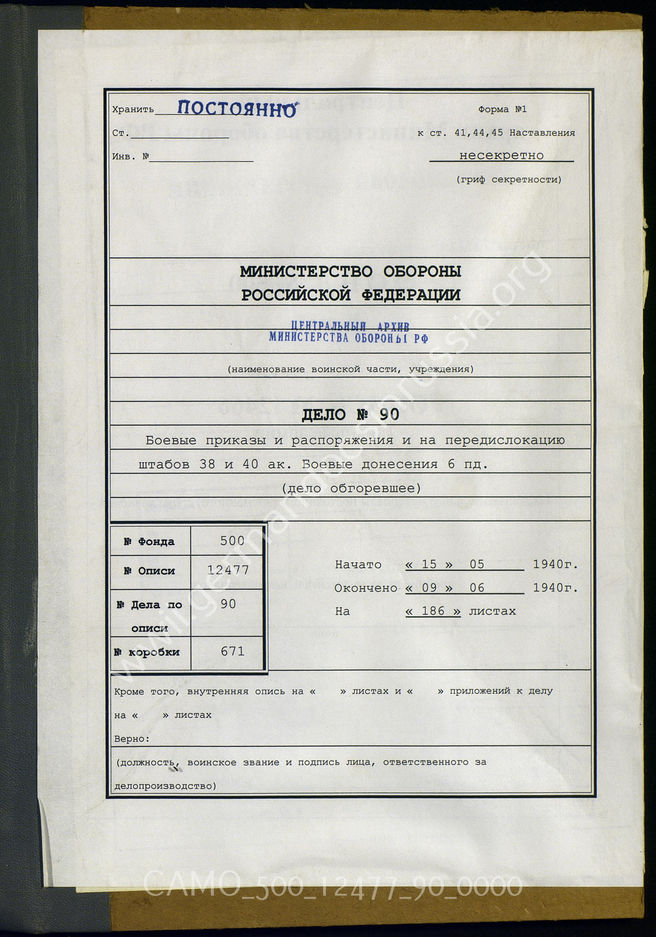 Хранить ПОСТОЯННО
Форма №1
Ст.
к ст. 41,44,45 Наставления
Инв. №
несекретно
(гриф секретности)
МИНИСТЕРСТВО ОБОРОНЫ
РОССИЙСКОЙ ФЕДЕРАЦИИ
ЦЕНТРАЛЬНЫЙ АРХИВ
МИНИСТЕРСТВА ОБОРОНЫ РФ
(наименование воинской части, учреждения)
ДЕЛО № 90
Боевые приказы и распоряжения и на передислокацию
штабов 38 и 40 ак. Боевые донесения 6 пд.
(дело обгоревшее)
№ Фонда 500
№ Описи 12477
№ Дела по описи 90
№ коробки 671
Начато « 15 » 05 1940г.
Окончено « 09 » 06 1940г.
На « 186 » листах
Кроме того, внутренняя опись на « » листах и « » приложений к делу
на « » листах
Верно:
(должность, воинское звание и подпись лица, ответственного за
делопроизводство)
www.germandocsinrussia.org
CAMO_500_12477_90_0000